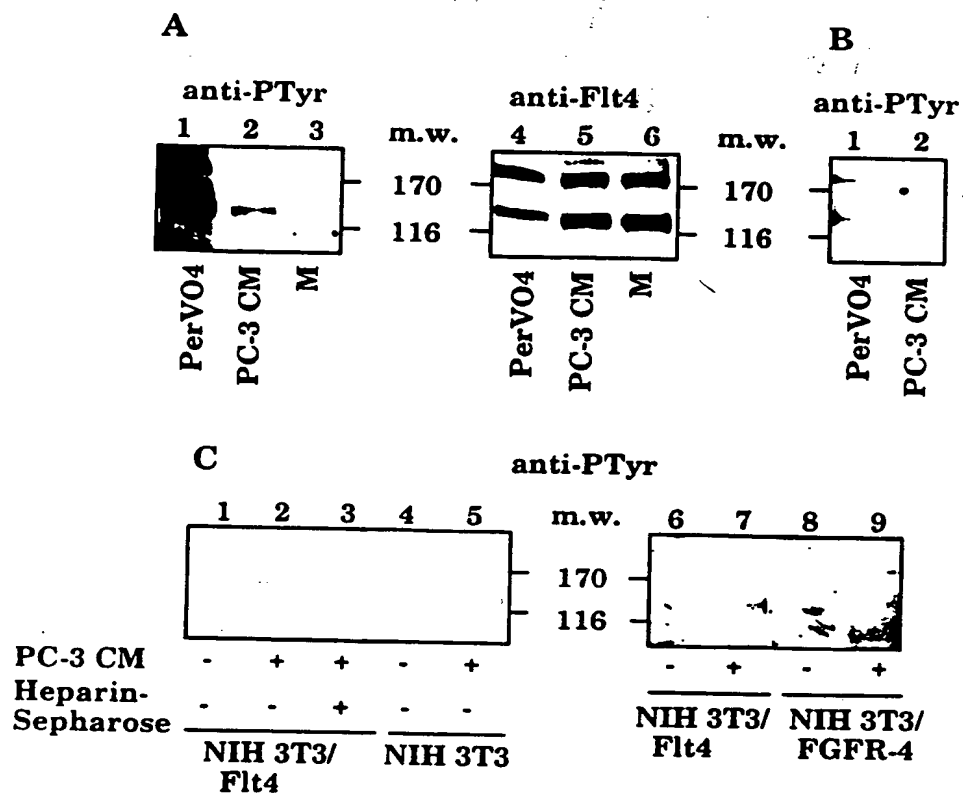 A
B
anti-PTyr
anti-Flt4
anti-PTyr
1 2 3
m.w.
4 5 6
m.w.
1 2
170
170
116
116
PerVO4
PC-3 CM
M
PerVO4
PC-3 CM
M
PerVO4
PC-3 CM
C
anti-PTyr
1 2 3 4 5
m.w.
6 7 8 9
170
116
PC-3 CM - + + - + - + - +
Heparin-
Sepharose - - + - -
NIH 3T3/
Flt4
NIH 3T3
NIH 3T3/
Flt4
NIH 3T3/
FGFR-4